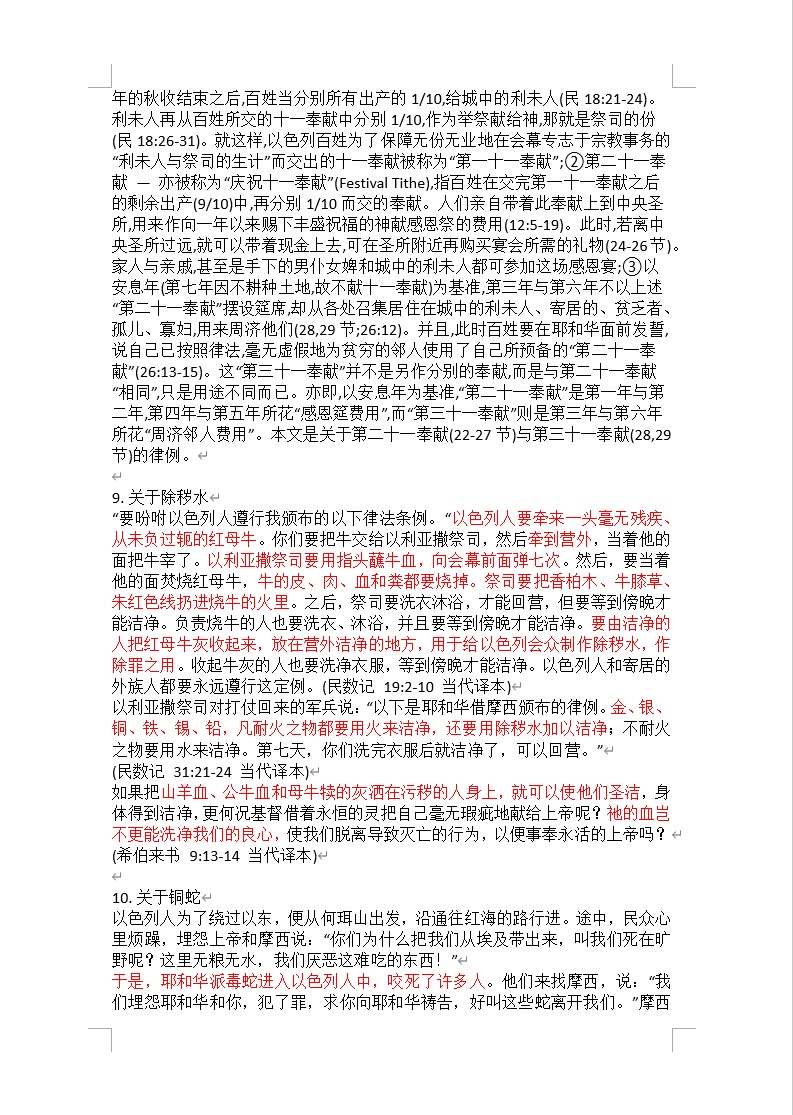 年的秋收结束之后,百姓当分别所有出产的 1/10,给城中的利未人(民 18:21-24)。
利未人再从百姓所交的十一奉献中分别 1/10,作为举祭献给神,那就是祭司的份
(民 18:26-31)。就这样,以色列百姓为了保障无份无业地在会幕专志于宗教事务的
“利未人与祭司的生计”而交出的十一奉献被称为“第一十一奉献”;②第二十一奉
献 — 亦被称为“庆祝十一奉献”(Festival Tithe),指百姓在交完第一十一奉献之后
的剩余出产(9/10)中,再分别 1/10 而交的奉献。人们亲自带着此奉献上到中央圣
所,用来作向一年以来赐下丰盛祝福的神献感恩祭的费用(12:5-19)。此时,若离中
央圣所过远,就可以带着现金上去,可在圣所附近再购买宴会所需的礼物(24-26节)。
家人与亲戚,甚至是手下的男仆女婢和城中的利未人都可参加这场感恩宴;③以
安息年(第七年因不耕种土地,故不献十一奉献)为基准,第三年与第六年不以上述
“第二十一奉献”摆设筵席,却从各处召集居住在城中的利未人、寄居的、贫乏者、
孤儿、寡妇,用来周济他们(28,29 节;26:12)。并且,此时百姓要在耶和华面前发誓,
说自己已按照律法,毫无虚假地为贫穷的邻人使用了自己所预备的“第二十一奉
献”(26:13-15)。这“第三十一奉献”并不是另作分别的奉献,而是与第二十一奉献
“相同”,只是用途不同而已。亦即,以安息年为基准,“第二十一奉献”是第一年与第
二年,第四年与第五年所花“感恩筵费用”,而“第三十一奉献”则是第三年与第六年
所花“周济邻人费用”。本文是关于第二十一奉献(22-27 节)与第三十一奉献(28,29
节)的律例。
9. 关于除秽水
“要吩咐以色列人遵行我颁布的以下律法条例。“以色列人要牵来一头毫无残疾、
从未负过轭的红母牛。你们要把牛交给以利亚撒祭司，然后牵到营外，当着他的
面把牛宰了。以利亚撒祭司要用指头蘸牛血，向会幕前面弹七次。然后，要当着
他的面焚烧红母牛，牛的皮、肉、血和粪都要烧掉。祭司要把香柏木、牛膝草、
朱红色线扔进烧牛的火里。之后，祭司要洗衣沐浴，才能回营，但要等到傍晚才
能洁净。负责烧牛的人也要洗衣、沐浴，并且要等到傍晚才能洁净。要由洁净的
人把红母牛灰收起来，放在营外洁净的地方，用于给以色列会众制作除秽水，作
除罪之用。收起牛灰的人也要洗净衣服，等到傍晚才能洁净。以色列人和寄居的
外族人都要永远遵行这定例。(民数记 19:2-10 当代译本)
以利亚撒祭司对打仗回来的军兵说：“以下是耶和华借摩西颁布的律例。金、银、
铜、铁、锡、铅，凡耐火之物都要用火来洁净，还要用除秽水加以洁净；不耐火
之物要用水来洁净。第七天，你们洗完衣服后就洁净了，可以回营。”
(民数记 31:21-24 当代译本)
如果把山羊血、公牛血和母牛犊的灰洒在污秽的人身上，就可以使他们圣洁，身
体得到洁净，更何况基督借着永恒的灵把自己毫无瑕疵地献给上帝呢？祂的血岂
不更能洗净我们的良心，使我们脱离导致灭亡的行为，以便事奉永活的上帝吗？
(希伯来书 9:13-14 当代译本)
10. 关于铜蛇
以色列人为了绕过以东，便从何珥山出发，沿通往红海的路行进。途中，民众心
里烦躁，埋怨上帝和摩西说：“你们为什么把我们从埃及带出来，叫我们死在旷
野呢？这里无粮无水，我们厌恶这难吃的东西！”
于是，耶和华派毒蛇进入以色列人中，咬死了许多人。他们来找摩西，说：“我
们埋怨耶和华和你，犯了罪，求你向耶和华祷告，好叫这些蛇离开我们。”摩西